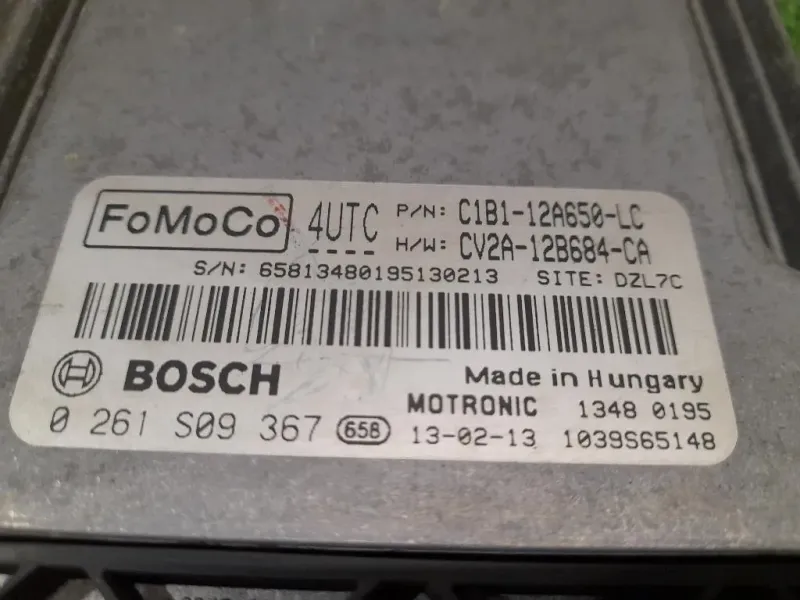 FoMoCo 4UTC P/N: C1B1-12A650-LC
H/W: CV2A-12B684-CA
S/N: 65813480195130213 SITE: DZL7C
BOSCH Made in Hungary
MOTRONIC 1348 0195
0 261 S09 367 658 13-02-13 1039S65148